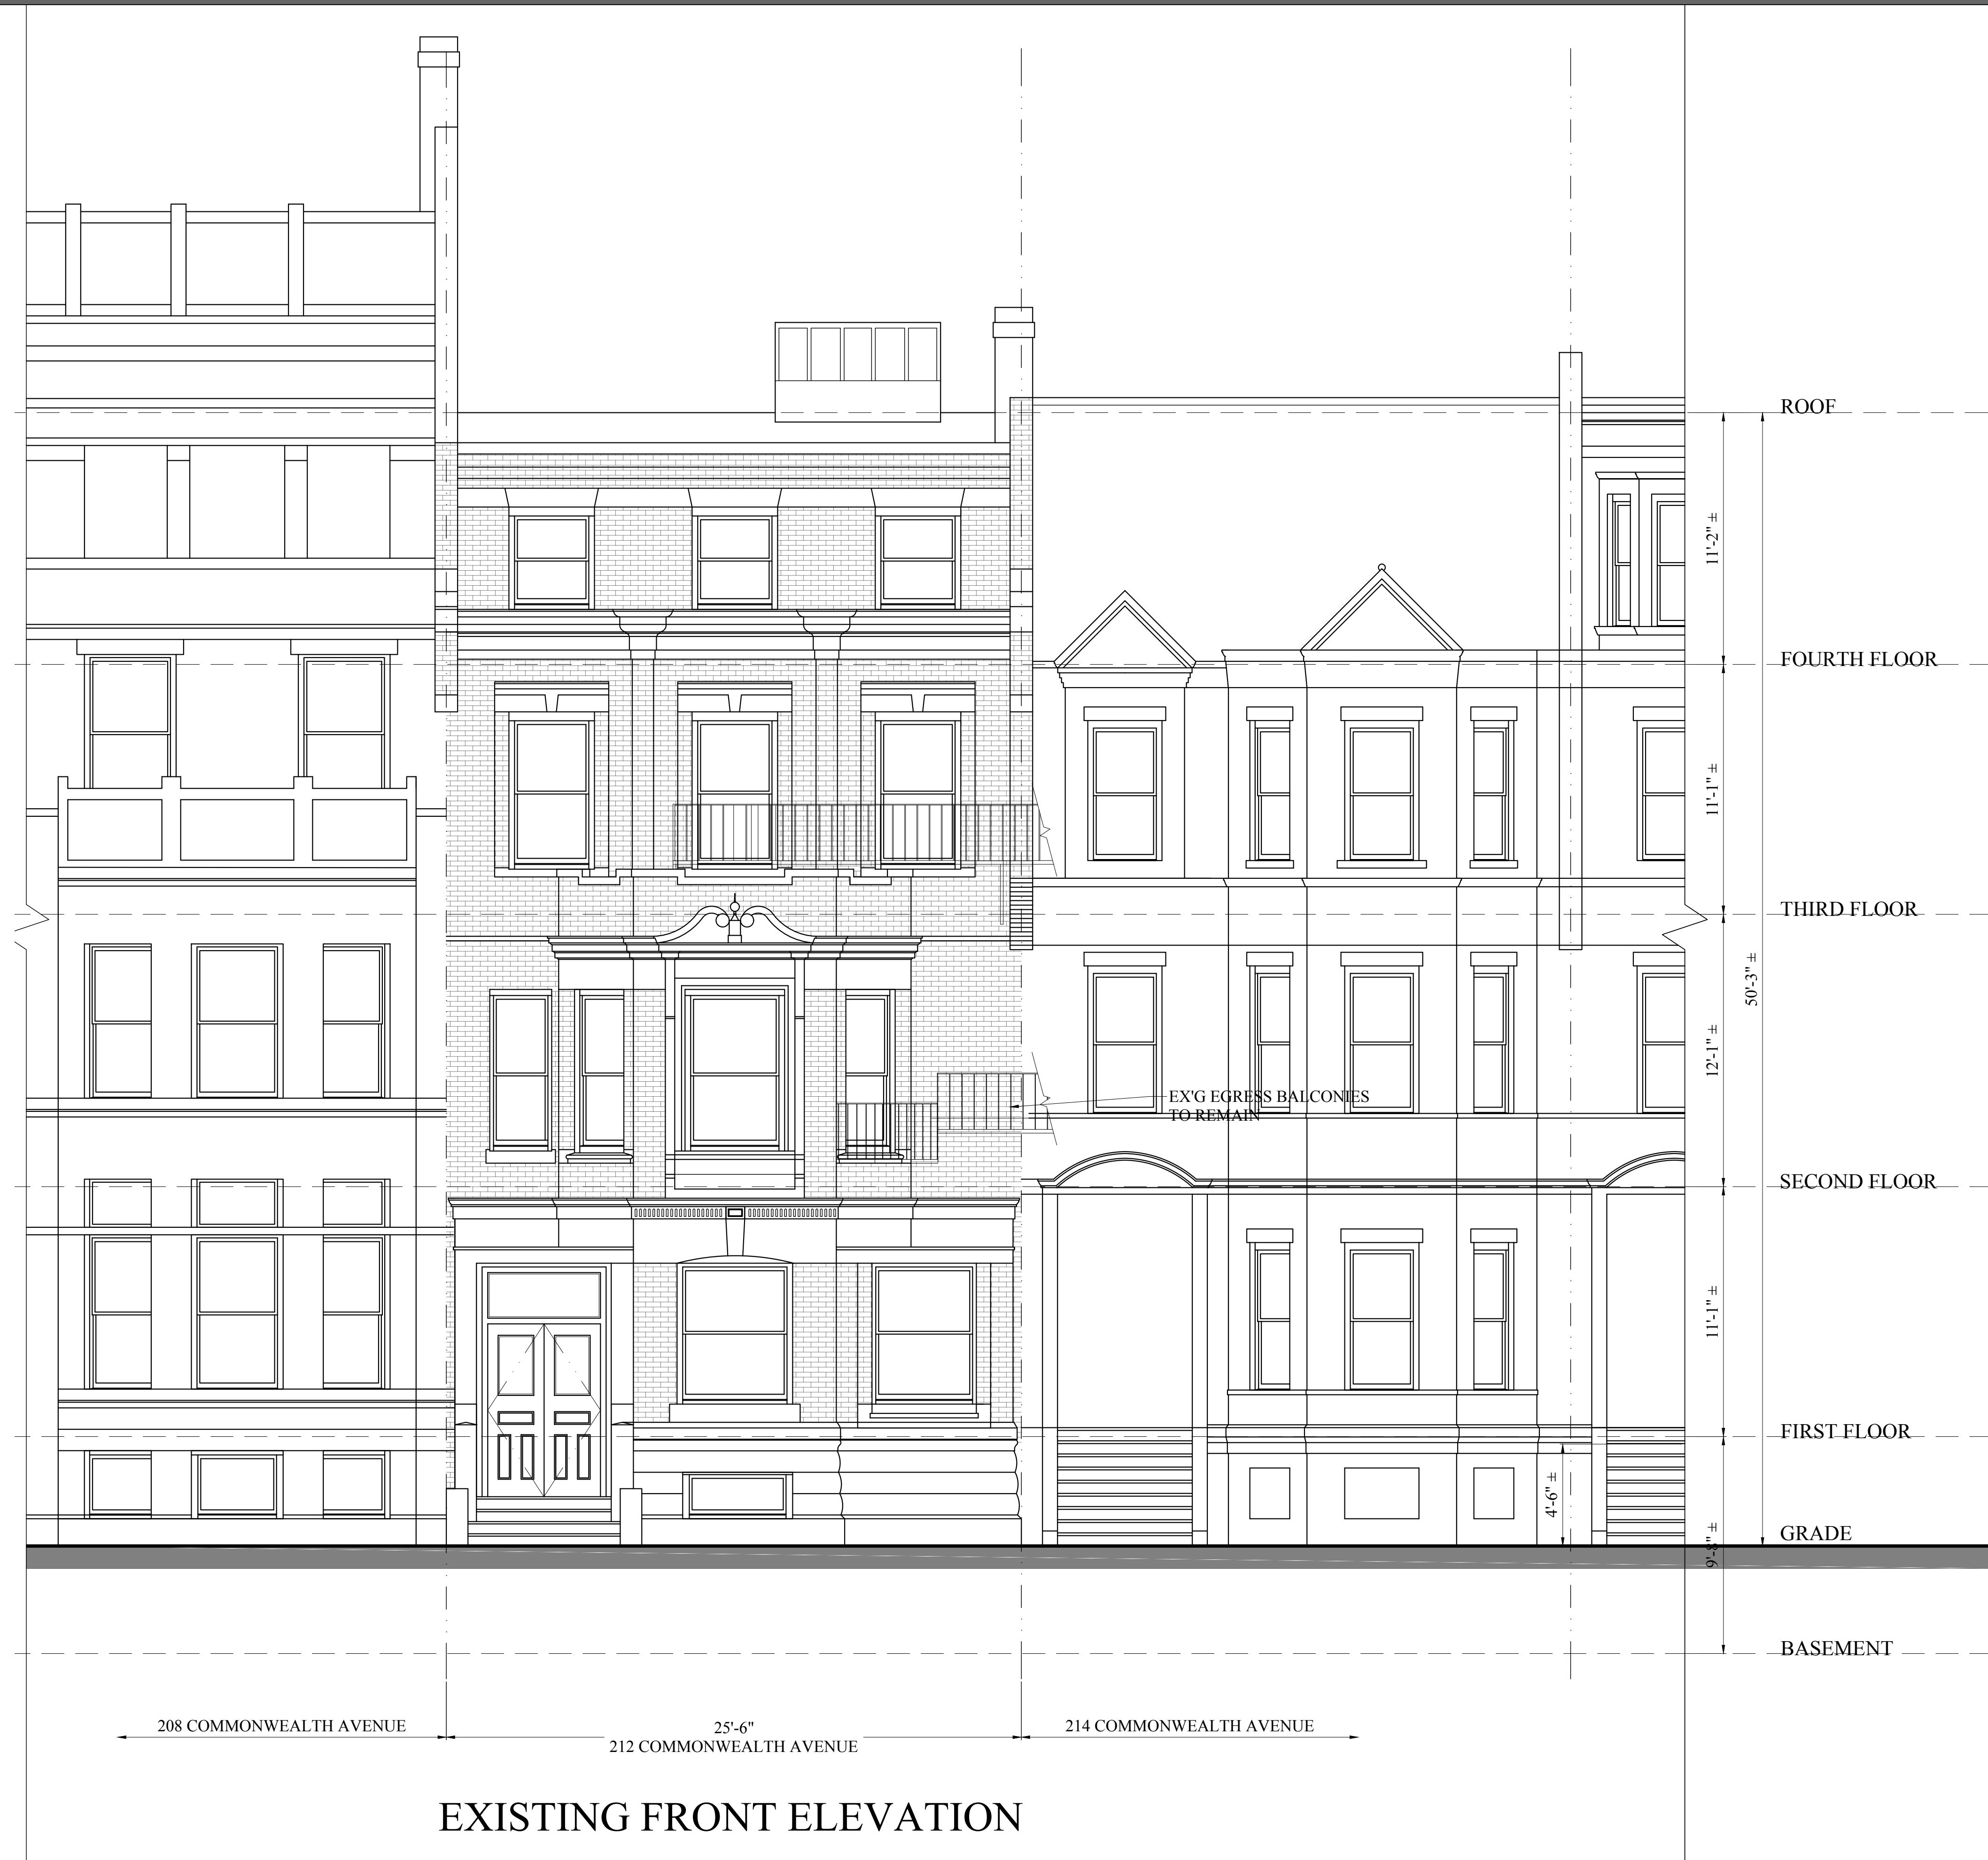 ROOF
11'-2" ±
FOURTH FLOOR
11'-1" ±
THIRD FLOOR
50'-3" ±
12'-1" ±
EX'G EGRESS BALCONIES
TO REMAIN
SECOND FLOOR
11'-1" ±
FIRST FLOOR
4'-6" ±
GRADE
9'-8" ±
BASEMENT
208 COMMONWEALTH AVENUE
25'-6"
212 COMMONWEALTH AVENUE
214 COMMONWEALTH AVENUE
EXISTING FRONT ELEVATION